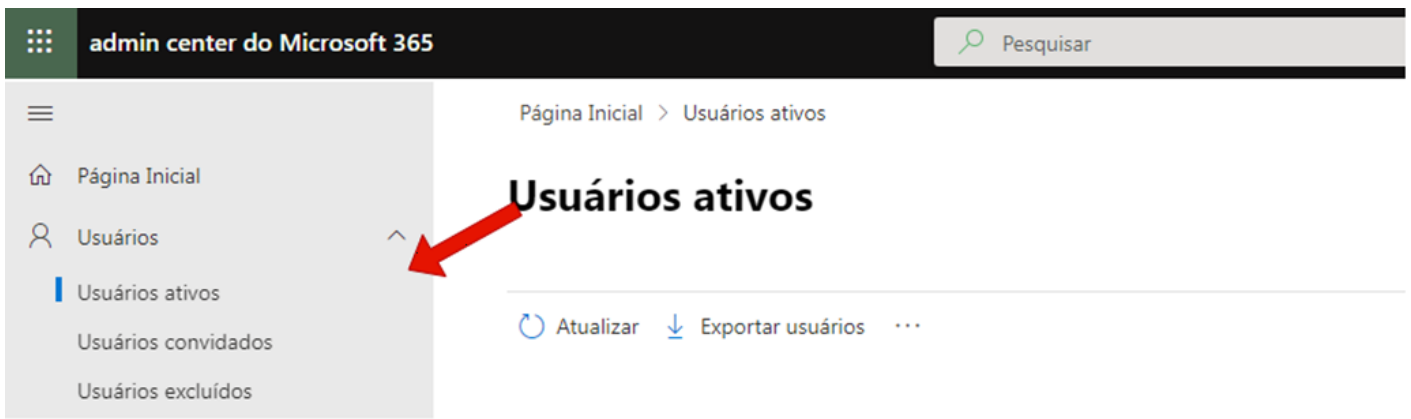 admin center do Microsoft 365
Pesquisar
Página Inicial
Usuários
Usuários ativos
Usuários convidados
Usuários excluídos
Página Inicial > Usuários ativos
Usuários ativos
Atualizar Exportar usuários ...